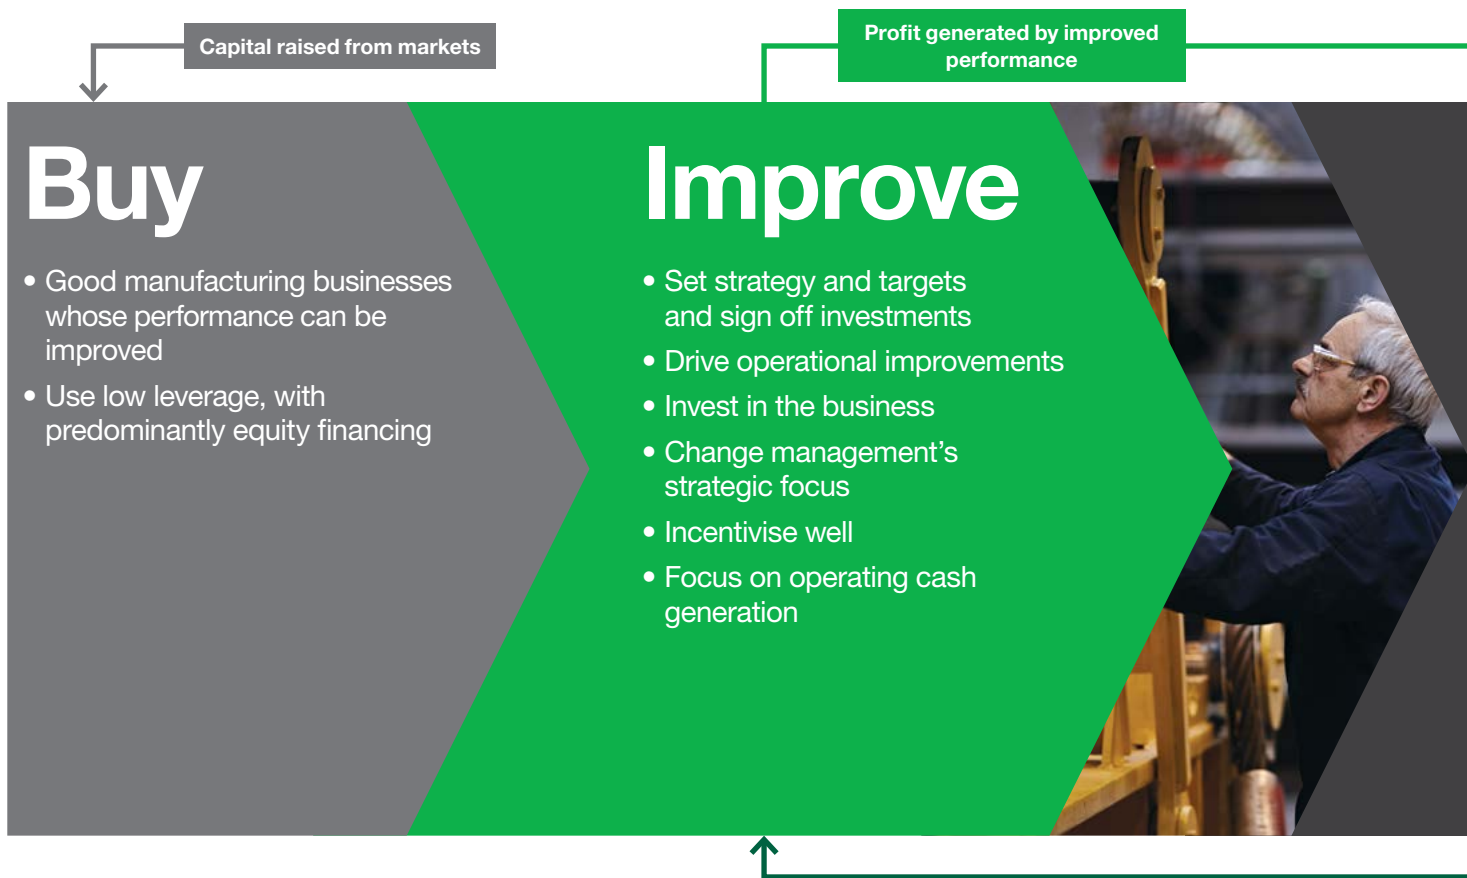 Capital raised from markets
Profit generated by improved
performance
Buy
• Good manufacturing businesses
whose performance can be
improved
• Use low leverage, with
predominantly equity financing
Improve
• Set strategy and targets
and sign off investments
• Drive operational improvements
• Invest in the business
• Change management’s
strategic focus
• Incentivise well
• Focus on operating cash
generation